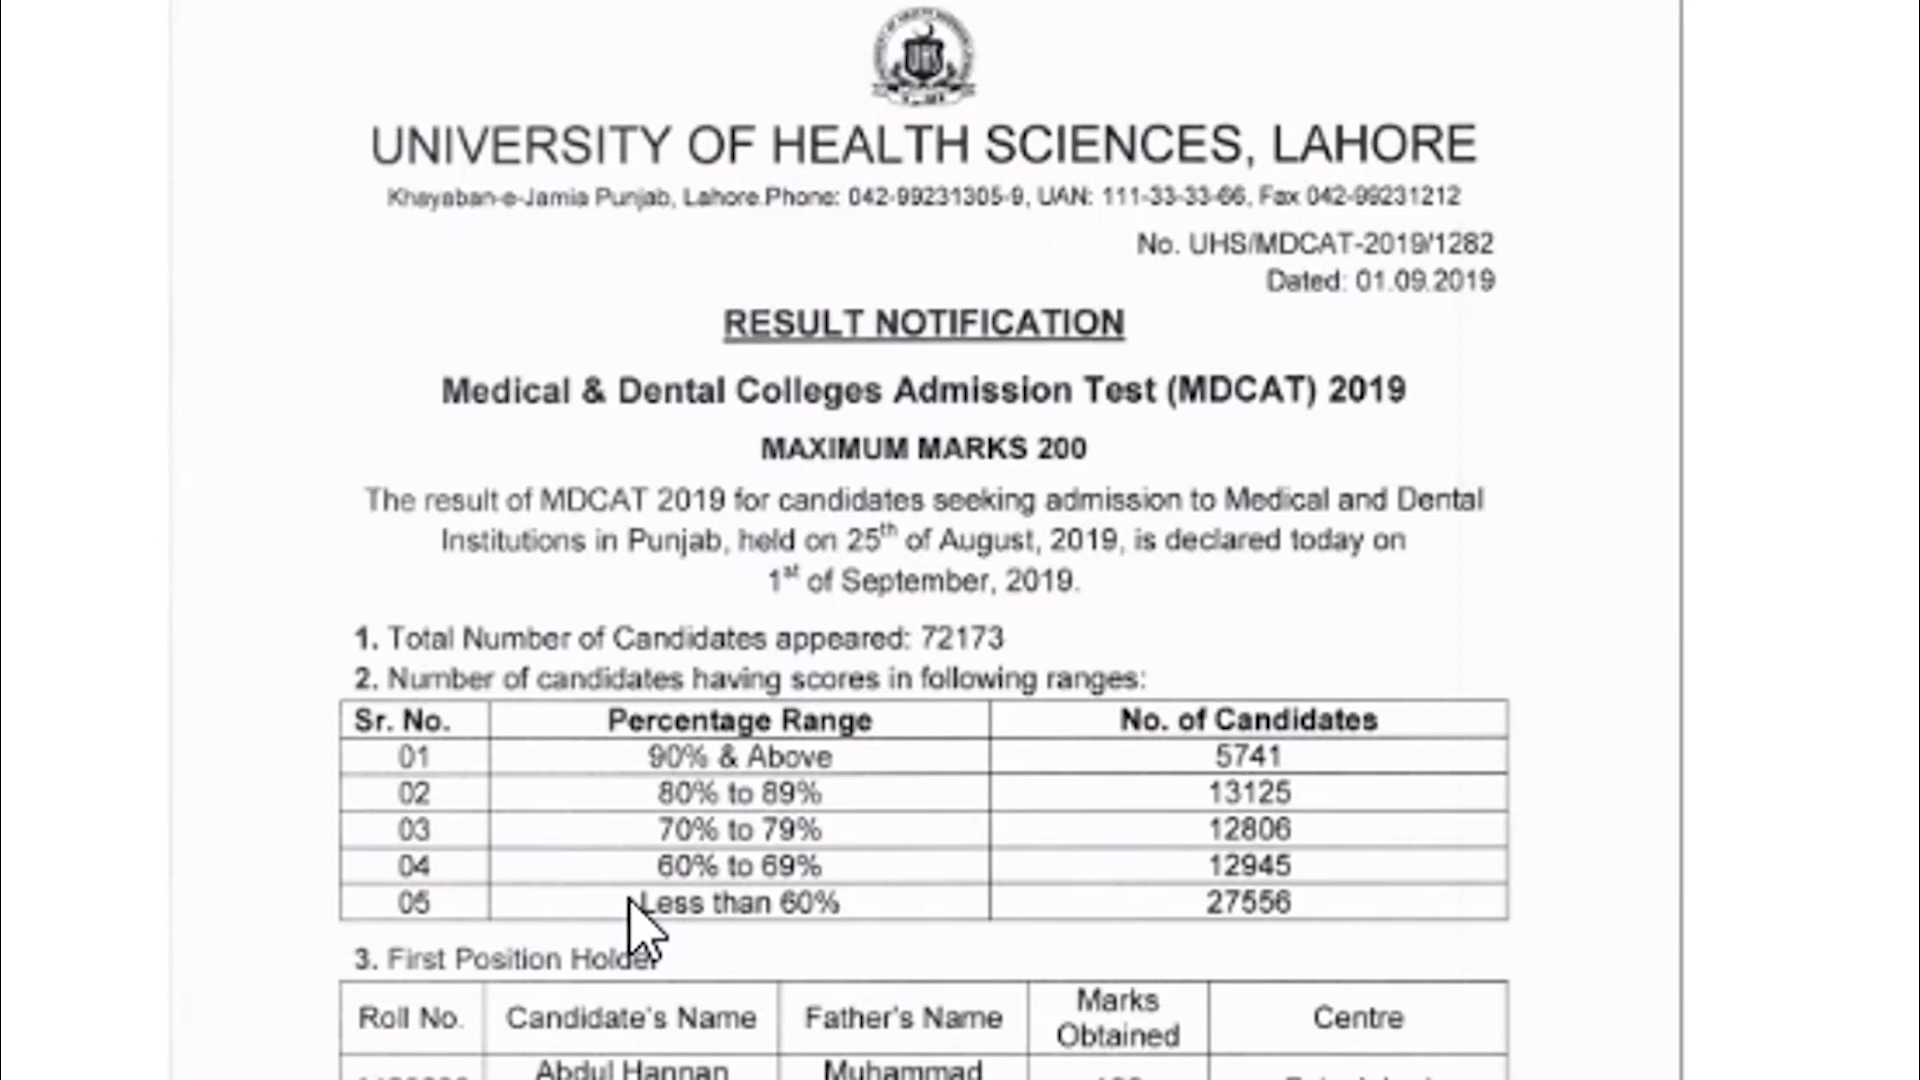 UHS
UNIVERSITY OF HEALTH SCIENCES, LAHORE
Khayaban-e-Jamia Punjab, Lahore.Phone: 042-99231305-9, UAN: 111-33-33-66, Fax 042-99231212
No. UHS/MDCAT-2019/1282
Dated: 01.09.2019
RESULT NOTIFICATION
Medical & Dental Colleges Admission Test (MDCAT) 2019
MAXIMUM MARKS 200
The result of MDCAT 2019 for candidates seeking admission to Medical and Dental
Institutions in Punjab, held on 25th of August, 2019, is declared today on
1st of September, 2019.
1. Total Number of Candidates appeared: 72173
2. Number of candidates having scores in following ranges:
Sr. No. Percentage Range No. of Candidates
01 90% & Above 5741
02 80% to 89% 13125
03 70% to 79% 12806
04 60% to 69% 12945
05 Less than 60% 27556
3. First Position Holder
Roll No. Candidate's Name Father's Name Marks Obtained Centre
Abdul Hannan Muhammad